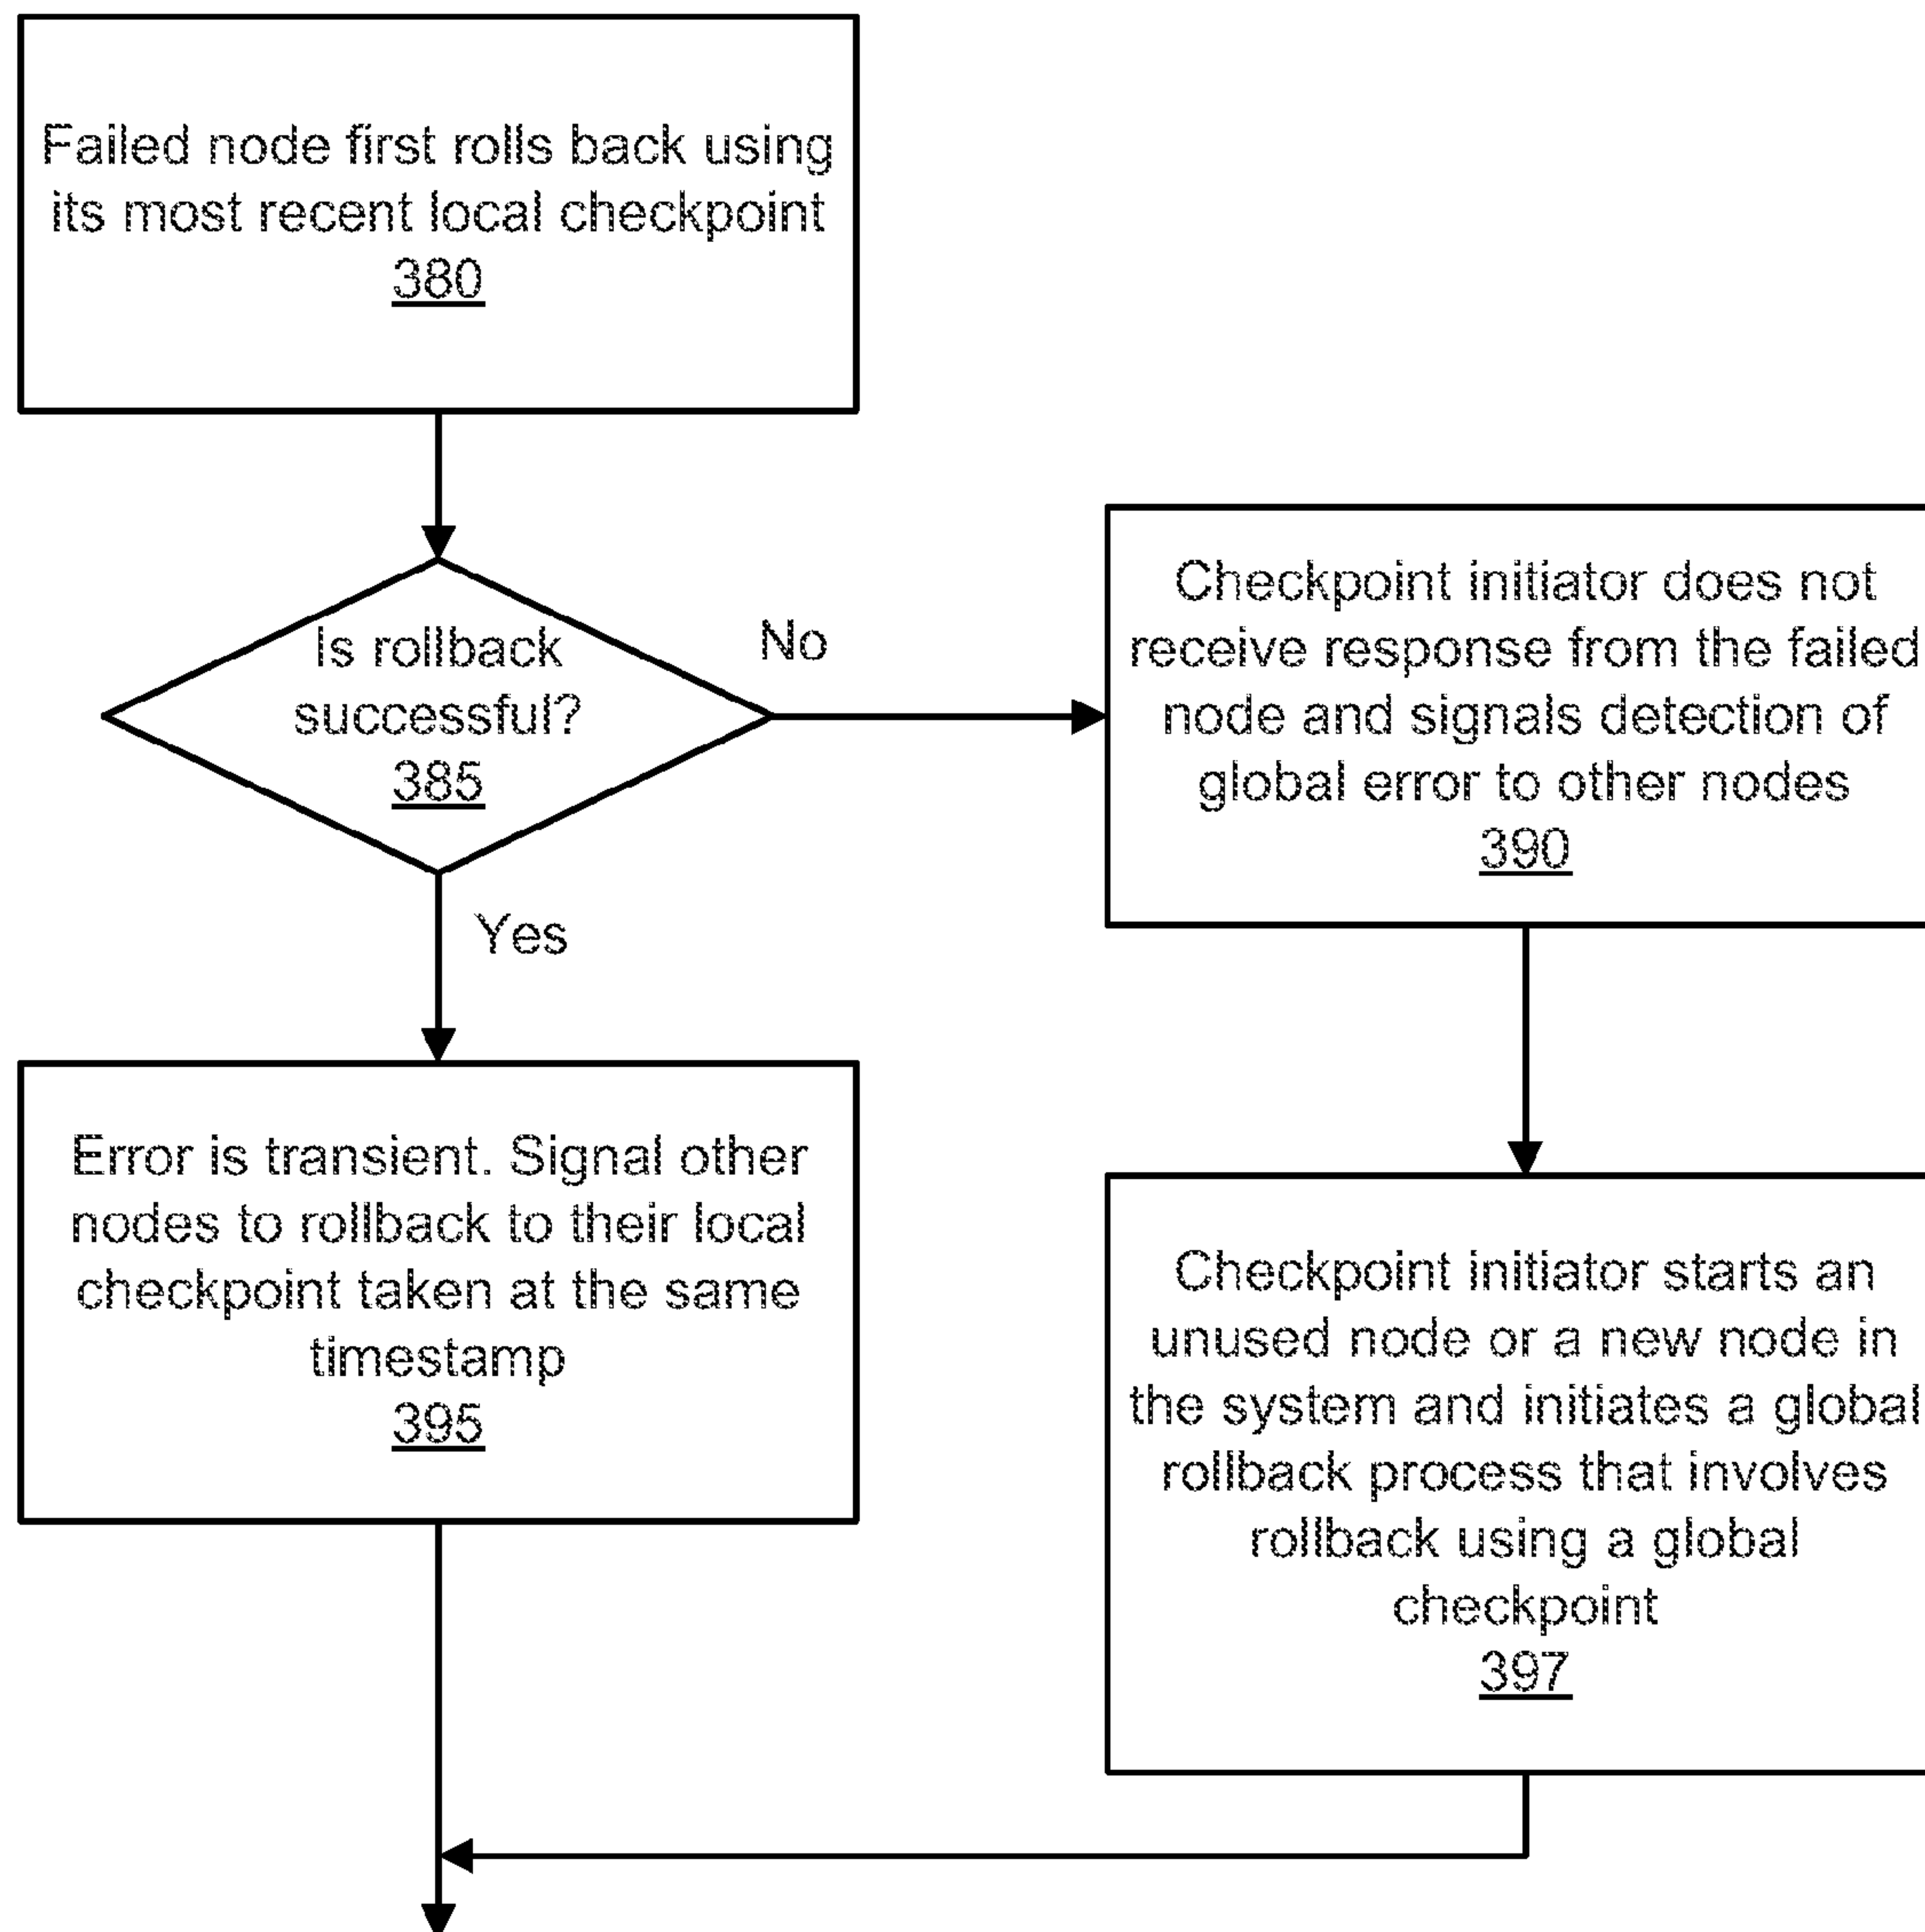 Failed node first rolls back using
its most recent local checkpoint
380
Is rollback
successful?
385
No
Yes
Checkpoint initiator does not
receive response from the failed
node and signals detection of
global error to other nodes
390
Error is transient. Signal other
nodes to rollback to their local
checkpoint taken at the same
timestamp
395
Checkpoint initiator starts an
unused node or a new node in
the system and initiates a global
rollback process that involves
rollback using a global
checkpoint
397